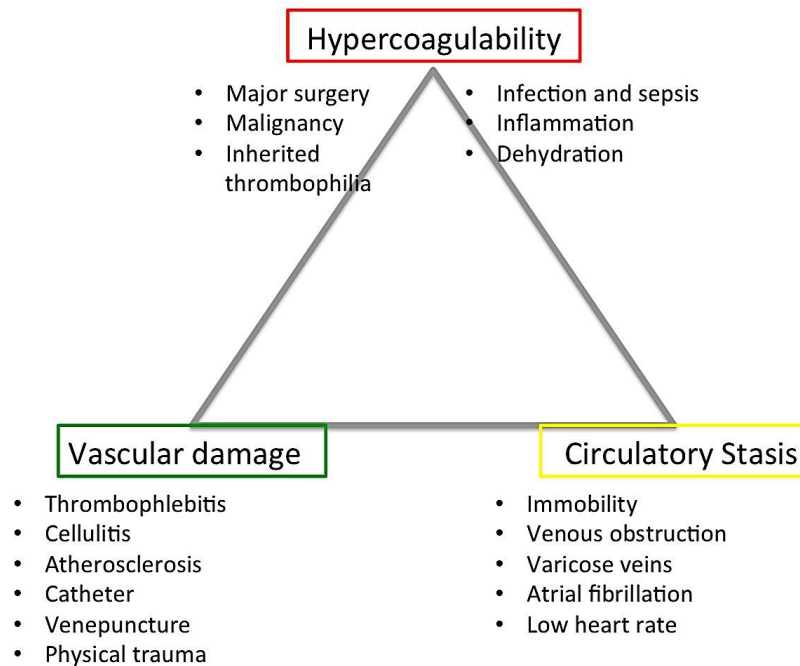 Hypercoagulability
• Major surgery
• Malignancy
• Inherited
thrombophilia
• Infection and sepsis
• Inflammation
• Dehydration
Vascular damage
• Thrombophlebitis
• Cellulitis
• Atherosclerosis
• Catheter
• Venepuncture
• Physical trauma
Circulatory Stasis
• Immobility
• Venous obstruction
• Varicose veins
• Atrial fibrillation
• Low heart rate